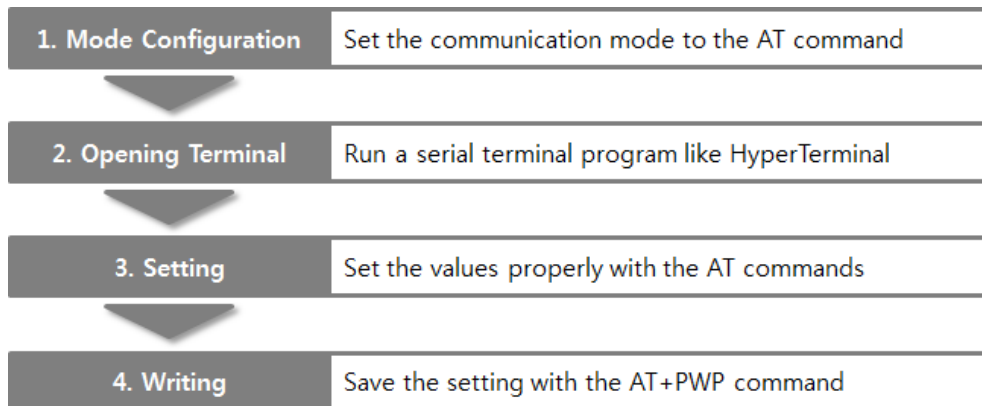 1. Mode Configuration Set the communication mode to the AT command
2. Opening Terminal Run a serial terminal program like HyperTerminal
3. Setting Set the values properly with the AT commands
4. Writing Save the setting with the AT+PWP command